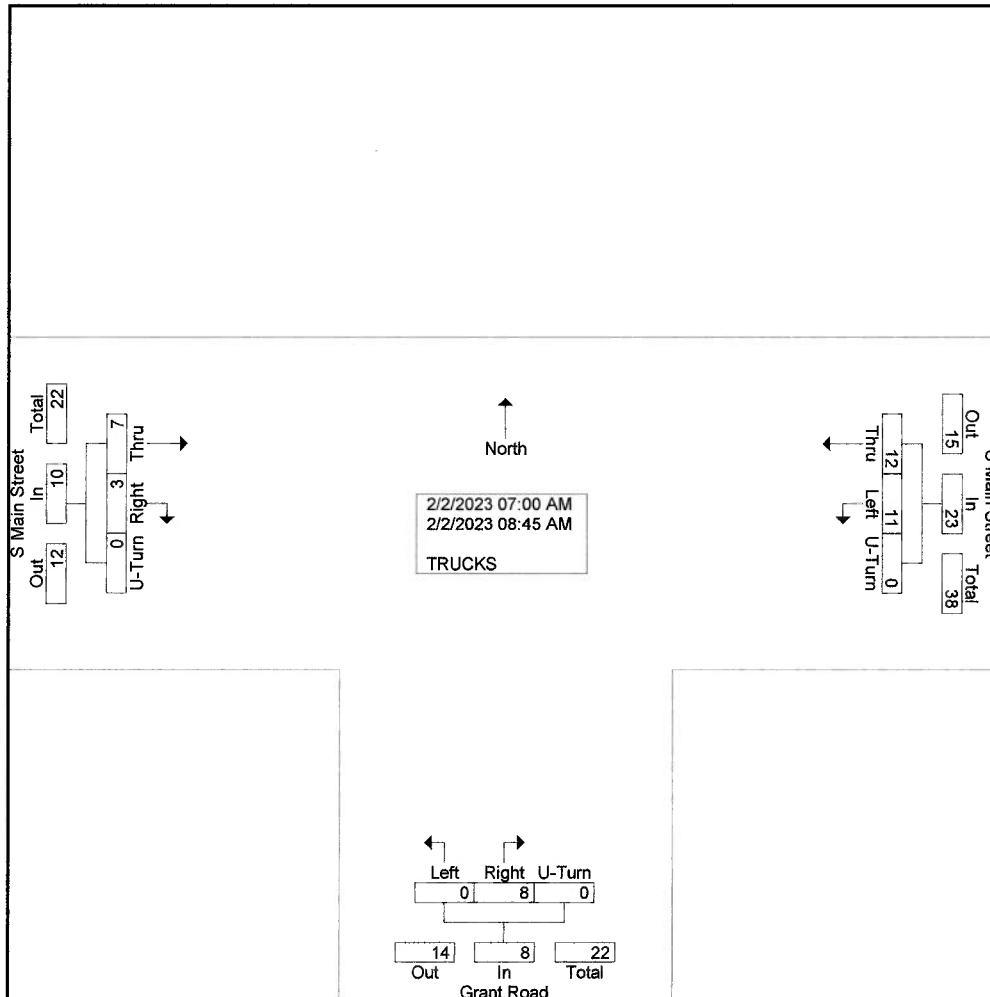 North
2/2/2023 07:00 AM
2/2/2023 08:45 AM
TRUCKS
S Main Street
Total 22
In 10
Out 12
Thru 7
Right 3
U-Turn 0
Main Street
Out 15
In 23
Total 38
Thru 12
Left 11
U-Turn 0
Left Right U-Turn
0 8 0
14 8 22
Out In Total
Grant Road